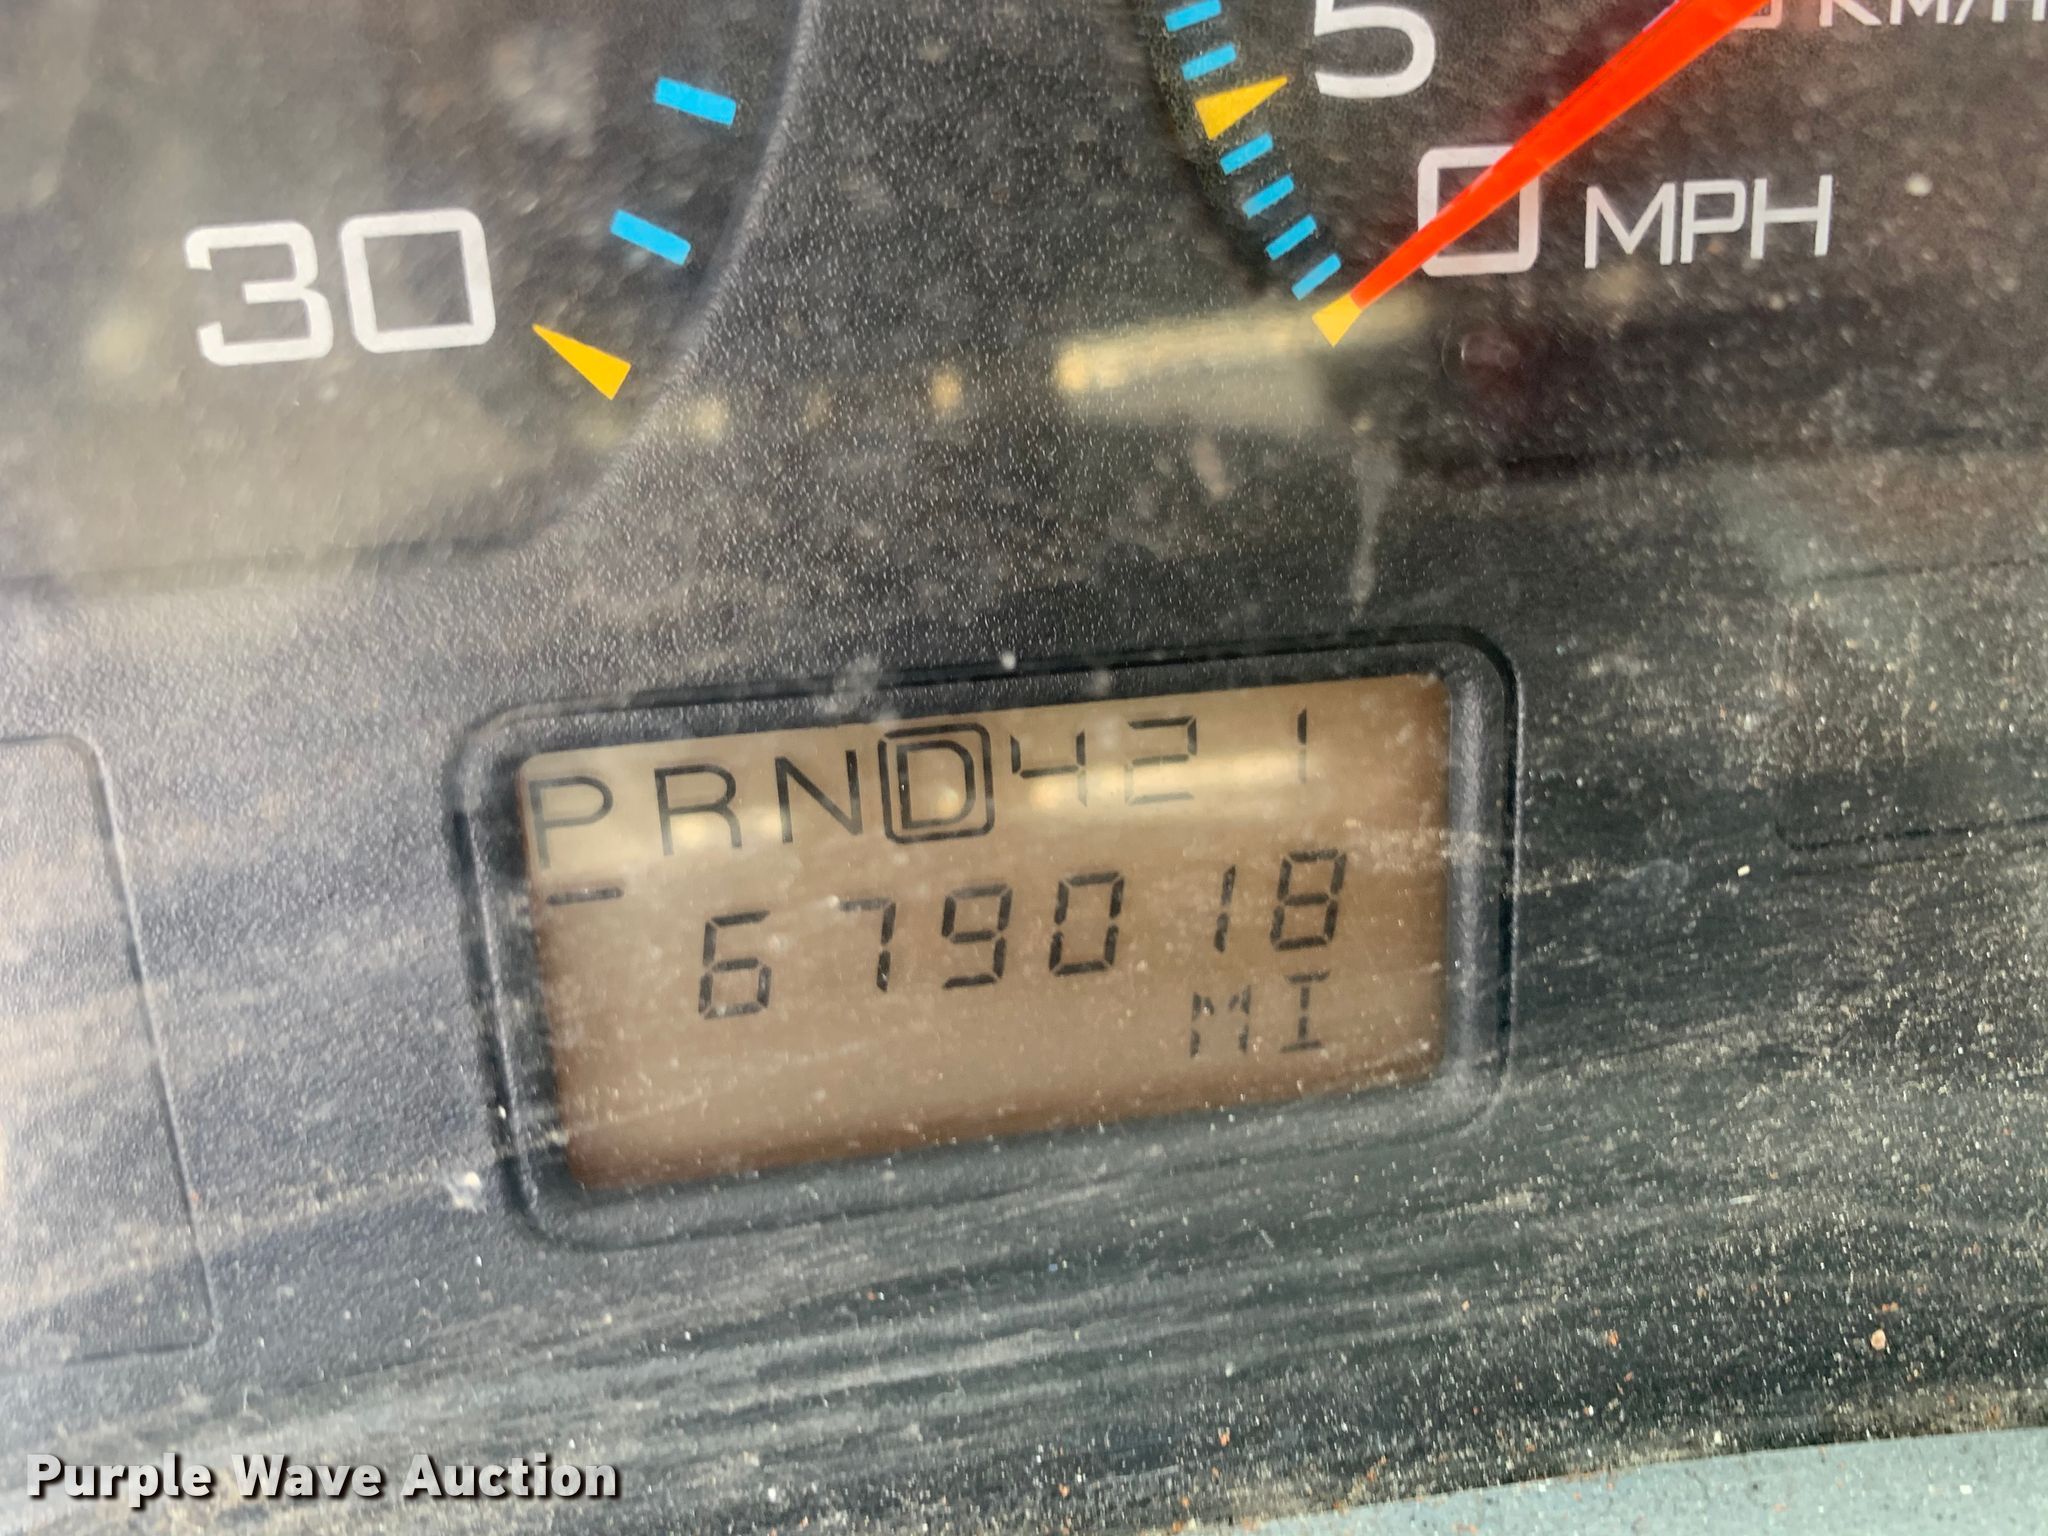 5
KM/H
30
0 MPH
PRND421
-679018
MI
Purple Wave Auction